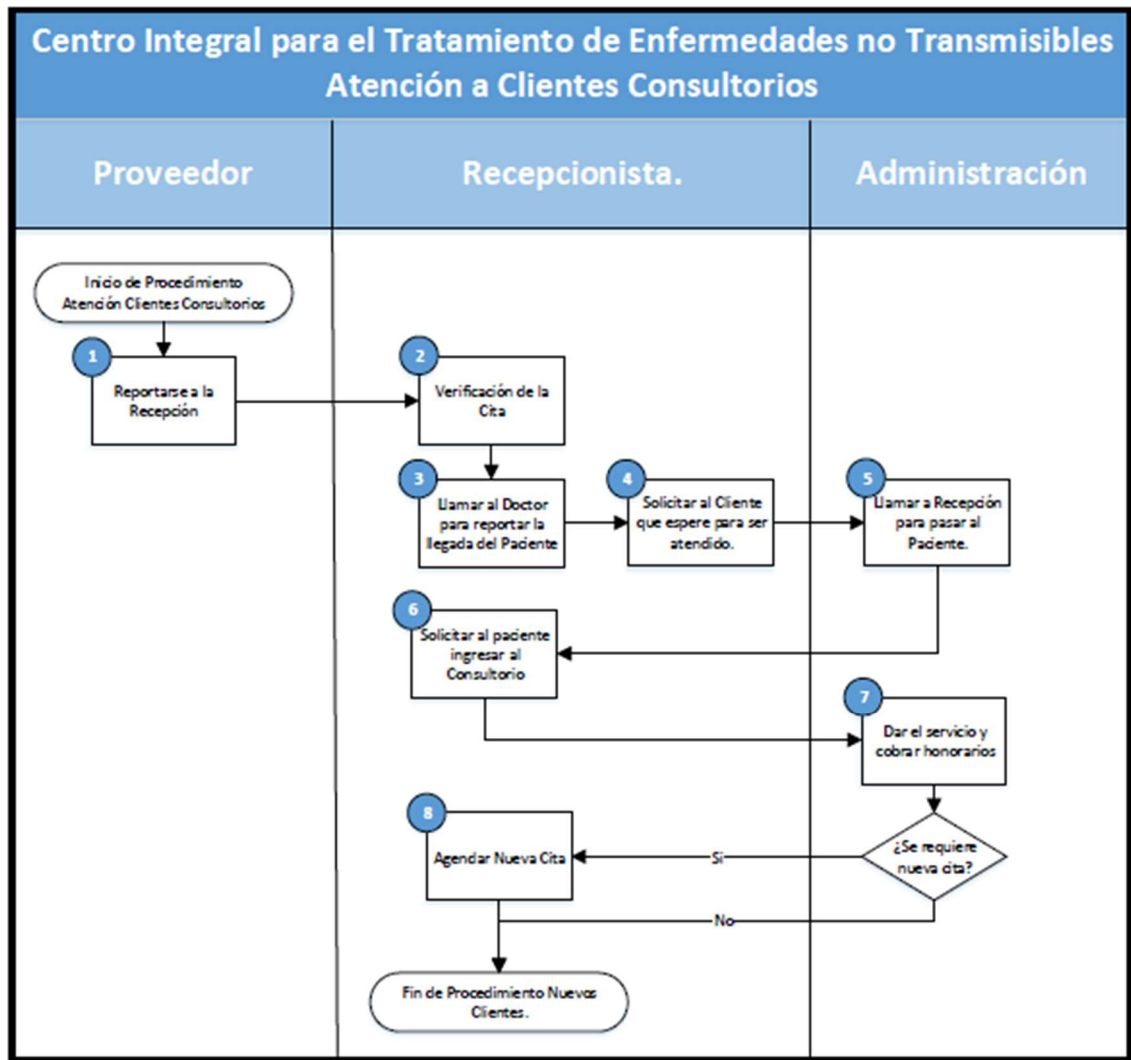 Centro Integral para el Tratamiento de Enfermedades no Transmisibles
Atención a Clientes Consultorios
Proveedor
Recepcionista.
Administración
Inicio de Procedimiento
Atención Clientes Consultorios
1
Reportarse a la
Recepción
2
Verificación de la
Cita
3
Llamar al Doctor
para reportar la
llegada del Paciente
4
Solicitar al Cliente
que espere para ser
atendido.
5
Llamar a Recepción
para pasar al
Paciente.
6
Solicitar al paciente
ingresar al
Consultorio
7
Dar el servicio y
cobrar honorarios
8
Agendar Nueva Cita
Si
¿Se requiere
nueva cita?
No
Fin de Procedimiento Nuevos
Clientes.